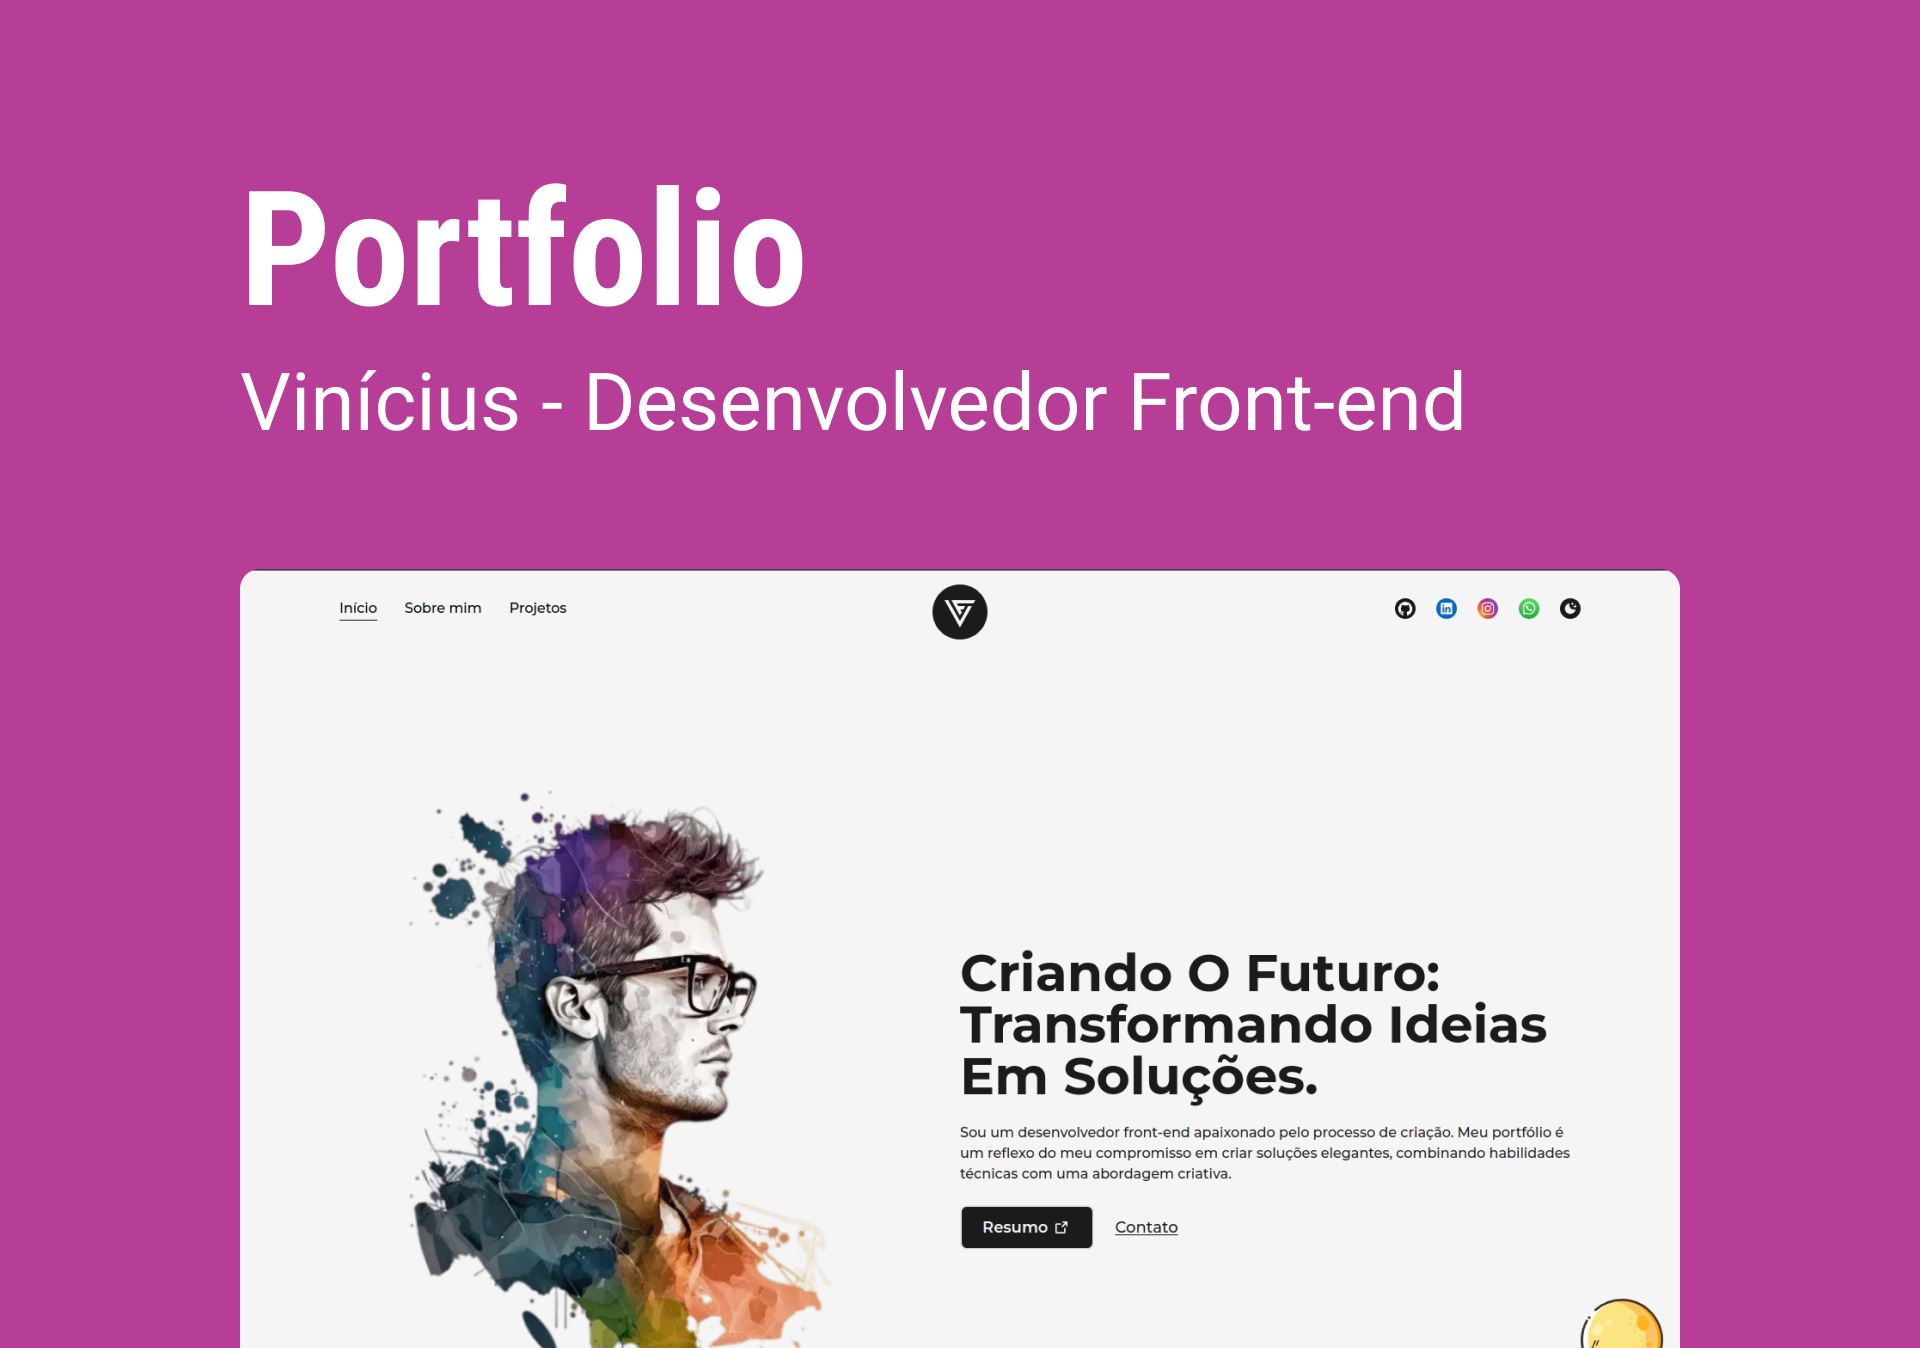 Portfolio
Vinícius - Desenvolvedor Front-end
Início
Sobre mim
Projetos
Criando O Futuro:
Transformando Ideias
Em Soluções.
Sou um desenvolvedor front-end apaixonado pelo processo de criação. Meu portfólio é
um reflexo do meu compromisso em criar soluções elegantes, combinando habilidades
técnicas com uma abordagem criativa.
Resumo
Contato